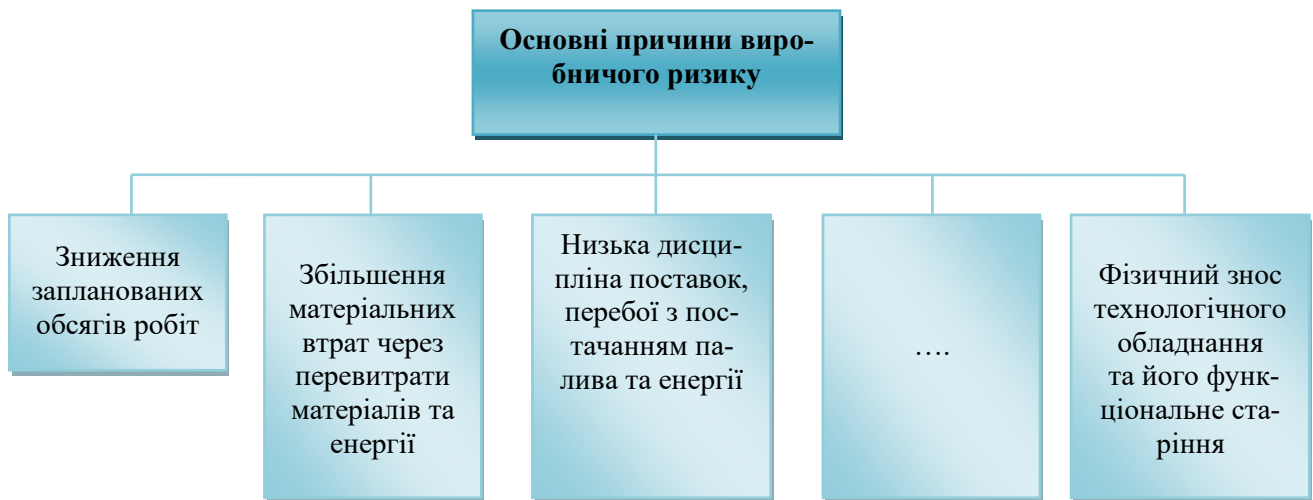 Основні причини виро-
бничого ризику
Зниження
запланованих
обсягів робіт
Збільшення
матеріальних
втрат через
перевитрати
матеріалів та
енергії
Низька дисци-
пліна поставок,
перебої з пос-
тачанням па-
лива та енергії
….
Фізичний знос
технологічного
обладнання
та його функ-
ціональне ста-
ріння